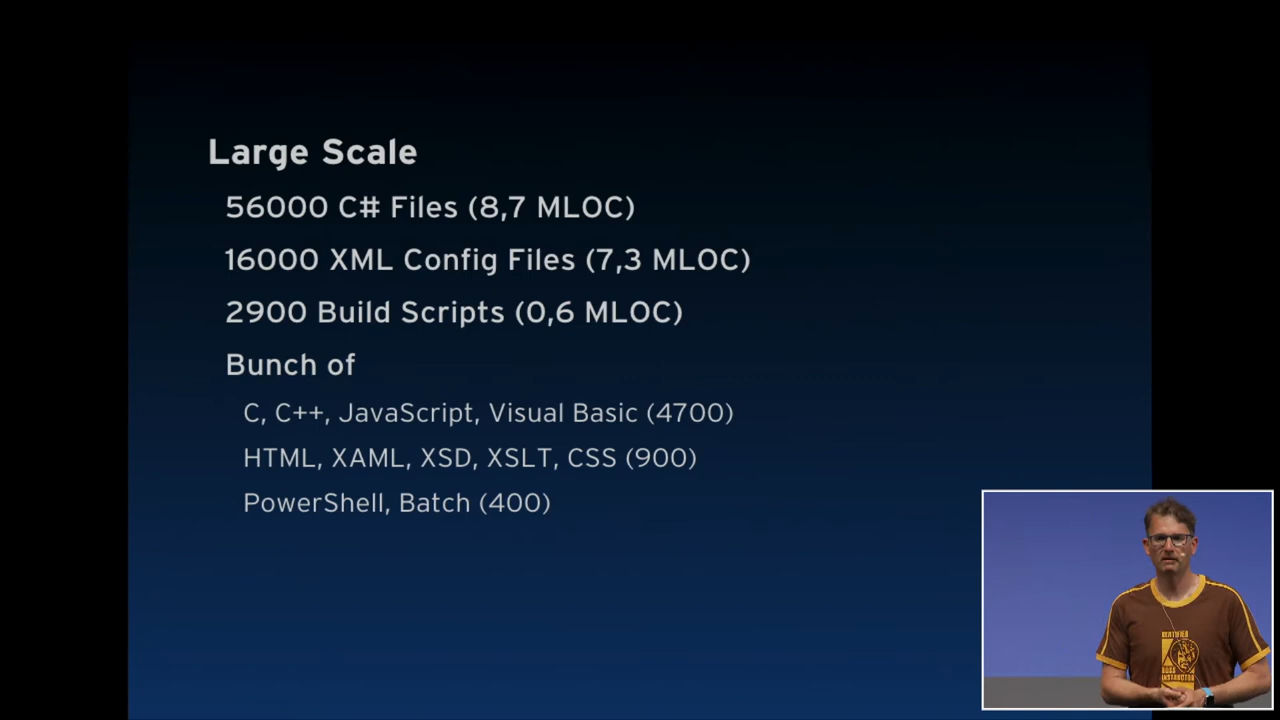 Large Scale
56000 C# Files (8,7 MLOC)
16000 XML Config Files (7,3 MLOC)
2900 Build Scripts (0,6 MLOC)
Bunch of
C, C++, JavaScript, Visual Basic (4700)
HTML, XAML, XSD, XSLT, CSS (900)
PowerShell, Batch (400)
INSTRUCTOR